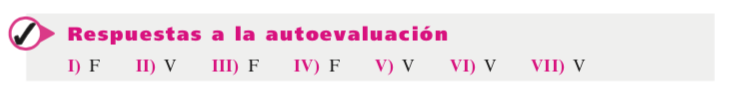 Respuestas a la autoevaluación
I) F II) V III) F IV) F V) V VI) V VII) V